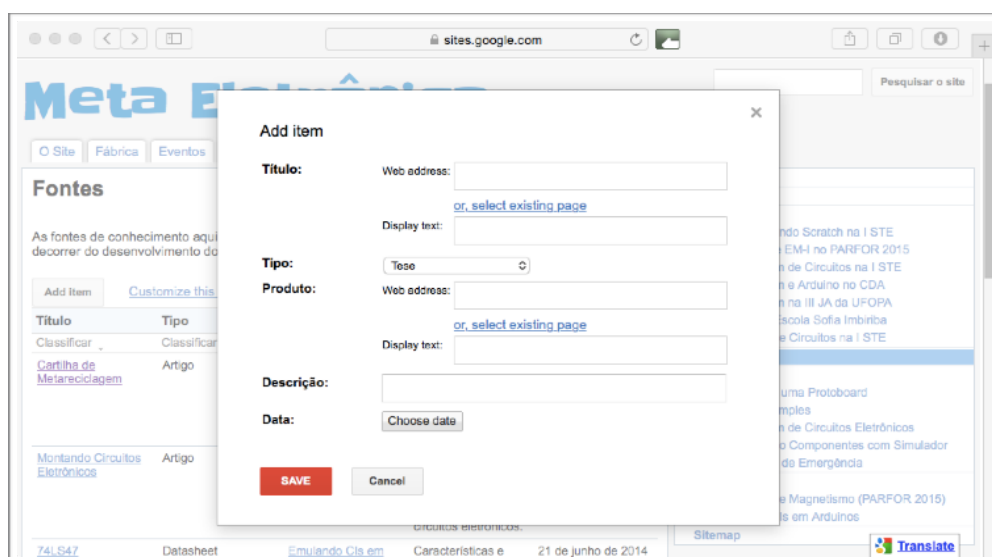 sites.google.com
Meta Eletrônica
Pesquisar o site
O Site
Fábrica
Eventos
Fontes
As fontes de conhecimento aqui
decorrer do desenvolvimento do
Add item
Customize this
Título
Tipo
Classificar
Classificar
Cartilha de
Metareciclagem
Artigo
Montando Circuitos
Eletrônicos
Artigo
circuitos eletrônicos.
74LS47
Datasheet
Emulando CIs em
Características e
21 de junho de 2014
Add item
×
Título:
Web address:
or, select existing page
Display text:
Tipo:
Tese
Produto:
Web address:
or, select existing page
Display text:
Descrição:
Data:
Choose date
SAVE
Cancel
ndo Scratch na I STE
EM-I no PARFOR 2015
de Circuitos na I STE
e Arduino no CDA
na III JA da UFOPA
Escola Sofia Imbiriba
e Circuitos na I STE
uma Protoboard
mples
de Circuitos Eletrônicos
o Componentes com Simulador
de Emergência
e Magnetismo (PARFOR 2015)
Is em Arduinos
Sitemap
Translate